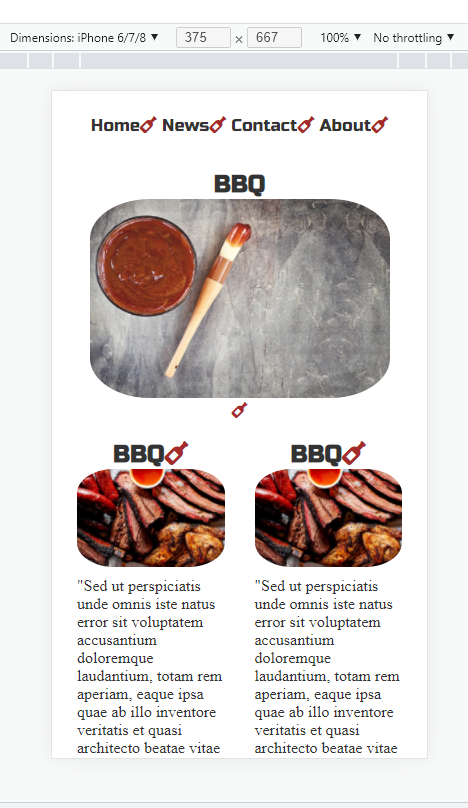 Dimensions: iPhone 6/7/8 ▼ 375 × 667 100% ▼ No throttling ▼
Home News Contact About
BBQ
BBQ BBQ
"Sed ut perspiciatis
unde omnis iste natus
error sit voluptatem
accusantium
doloremque
laudantium, totam rem
aperiam, eaque ipsa
quae ab illo inventore
veritatis et quasi
architecto beatae vitae
"Sed ut perspiciatis
unde omnis iste natus
error sit voluptatem
accusantium
doloremque
laudantium, totam rem
aperiam, eaque ipsa
quae ab illo inventore
veritatis et quasi
architecto beatae vitae